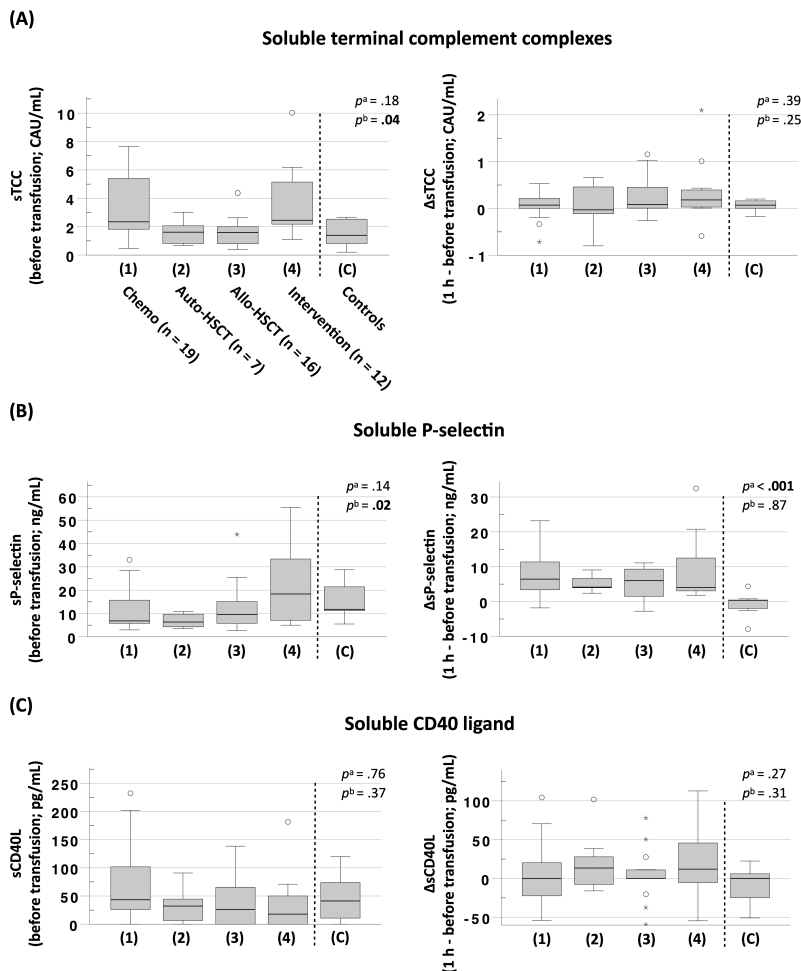 (A)
Soluble terminal complement complexes
sTCC
(before transfusion; CAU/mL)
10
8
6
4
2
0
pᵃ = .18
pᵇ = .04
(1)
(2)
(3)
(4)
(C)
Chemo (n = 19)
Auto-HSCT (n = 7)
Allo-HSCT (n = 16)
Intervention (n = 12)
Controls
ΔsTCC
(1 h - before transfusion; CAU/mL)
2
1
0
- 1
pᵃ = .39
pᵇ = .25
(1)
(2)
(3)
(4)
(C)
(B)
Soluble P-selectin
sP-selectin
(before transfusion; ng/mL)
60
50
40
30
20
10
0
pᵃ = .14
pᵇ = .02
(1)
(2)
(3)
(4)
(C)
ΔsP-selectin
(1 h - before transfusion; ng/mL)
30
20
10
0
-10
pᵃ < .001
pᵇ = .87
(1)
(2)
(3)
(4)
(C)
(C)
Soluble CD40 ligand
sCD40L
(before transfusion; pg/mL)
250
200
150
100
50
0
pᵃ = .76
pᵇ = .37
(1)
(2)
(3)
(4)
(C)
ΔsCD40L
(1 h - before transfusion; pg/mL)
100
50
0
-50
pᵃ = .27
pᵇ = .31
(1)
(2)
(3)
(4)
(C)